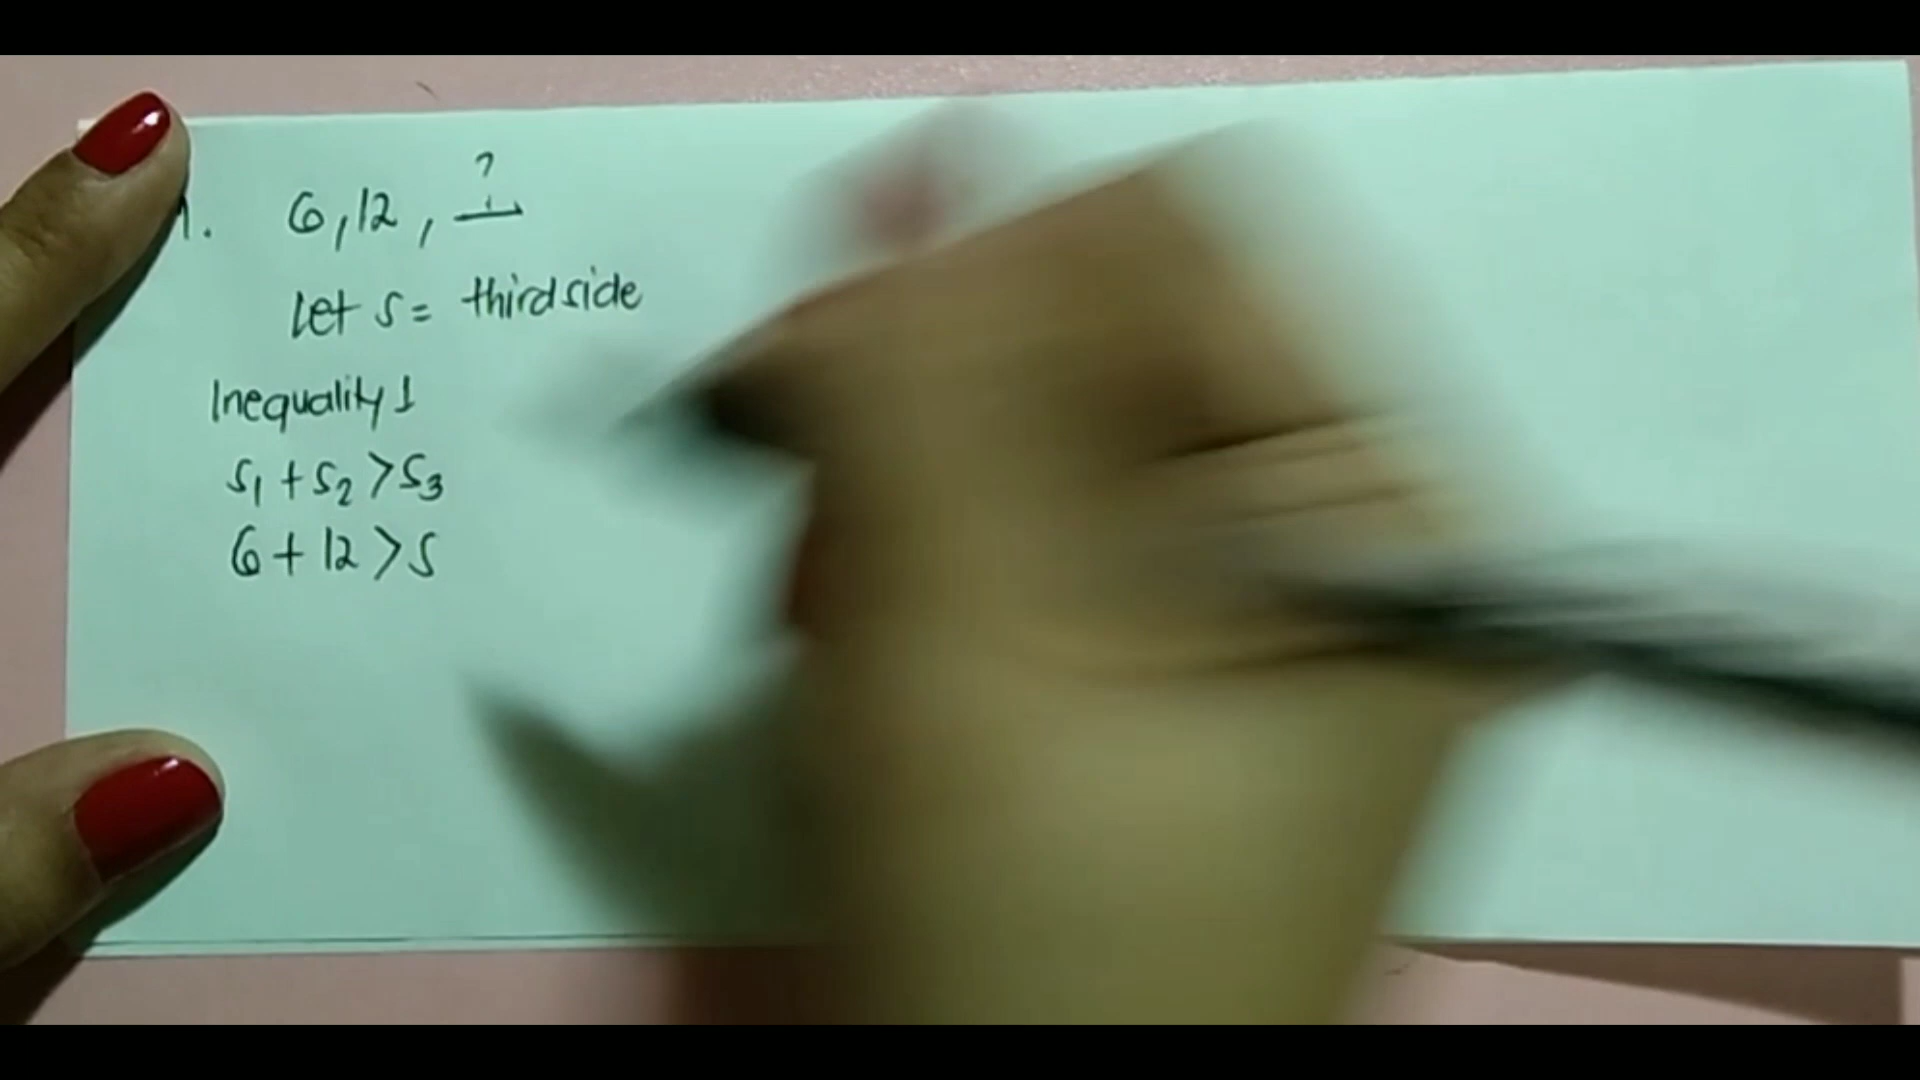 1. 6, 12, ?
Let S = third side
Inequality 1
S₁ + S₂ > S₃
6 + 12 > S